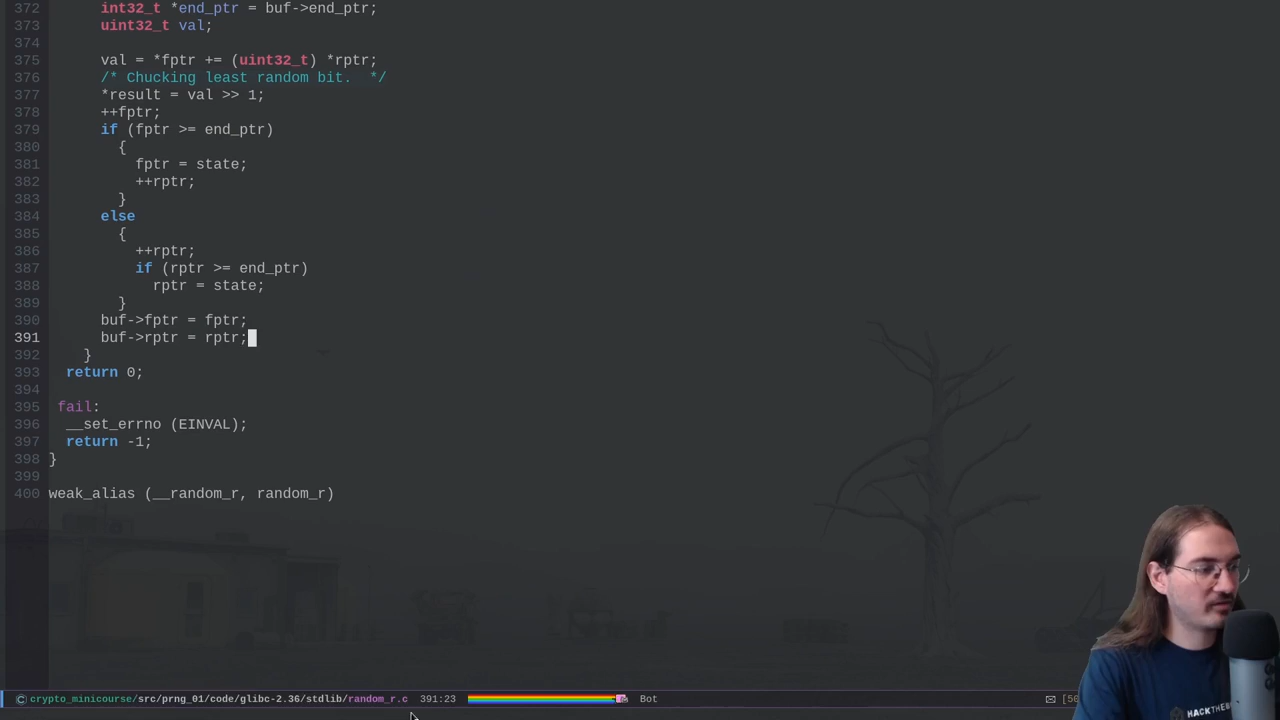 372 int32_t *end_ptr = buf->end_ptr;
373 uint32_t val;
374
375 val = *fptr += (uint32_t) *rptr;
376 /* Chucking least random bit.  */
377 *result = val >> 1;
378 ++fptr;
379 if (fptr >= end_ptr)
380 {
381 fptr = state;
382 ++rptr;
383 }
384 else
385 {
386 ++rptr;
387 if (rptr >= end_ptr)
388 rptr = state;
389 }
390 buf->fptr = fptr;
391 buf->rptr = rptr;
392 }
393 return 0;
394
395 fail:
396 __set_errno (EINVAL);
397 return -1;
398 }
399
400 weak_alias (__random_r, random_r)
crypto_minicourse/src/prng_01/code/glibc-2.36/stdlib/random_r.c 391:23 Bot [50
HACKTHEB